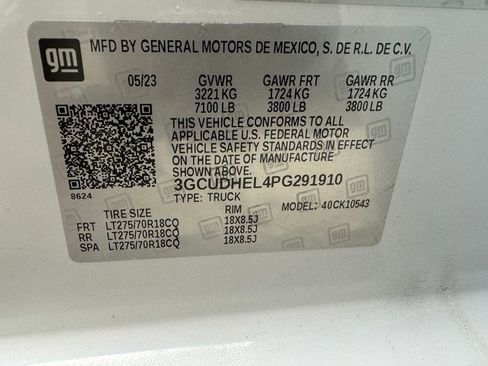 gm
MFD BY GENERAL MOTORS DE MEXICO, S. DE R.L. DE C.V.
05/23 GVWR GAWR FRT GAWR RR
3221 KG 1724 KG 1724 KG
7100 LB 3800 LB 3800 LB
THIS VEHICLE CONFORMS TO ALL
APPLICABLE U.S. FEDERAL MOTOR
VEHICLE SAFETY AND THEFT PREVENTION
STANDARDS IN EFFECT
ON THE DATE OF MANUFACTURE SHOWN ABOVE.
8624
3GCUDHEL4PG291910
TYPE: TRUCK MODEL: 40CK10543
TIRE SIZE RIM
FRT LT275/70R18CQ 18X8.5J
RR LT275/70R18CQ 18X8.5J
SPA LT275/70R18CQ 18X8.5J